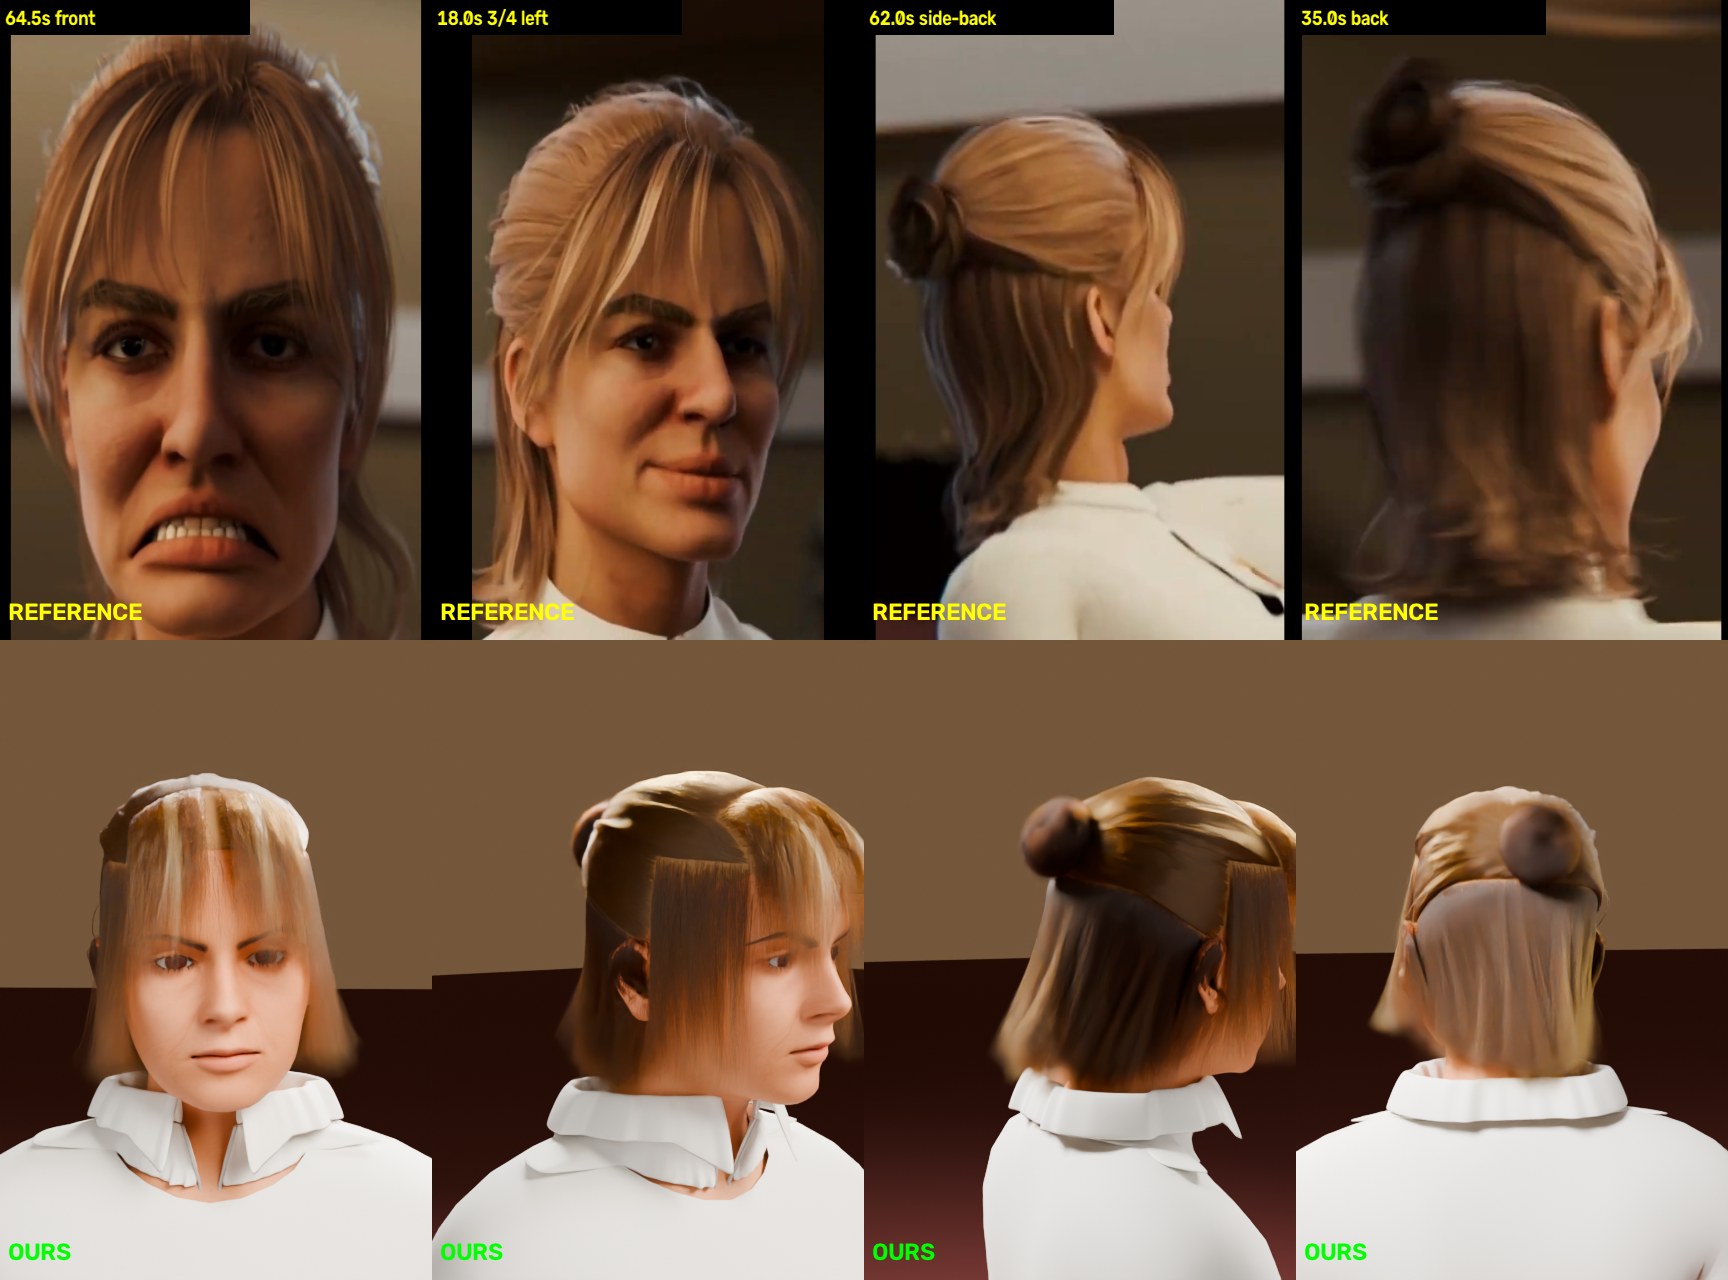 64.5s front
18.0s 3/4 left
62.0s side-back
35.0s back
REFERENCE
REFERENCE
REFERENCE
REFERENCE
OURS
OURS
OURS
OURS